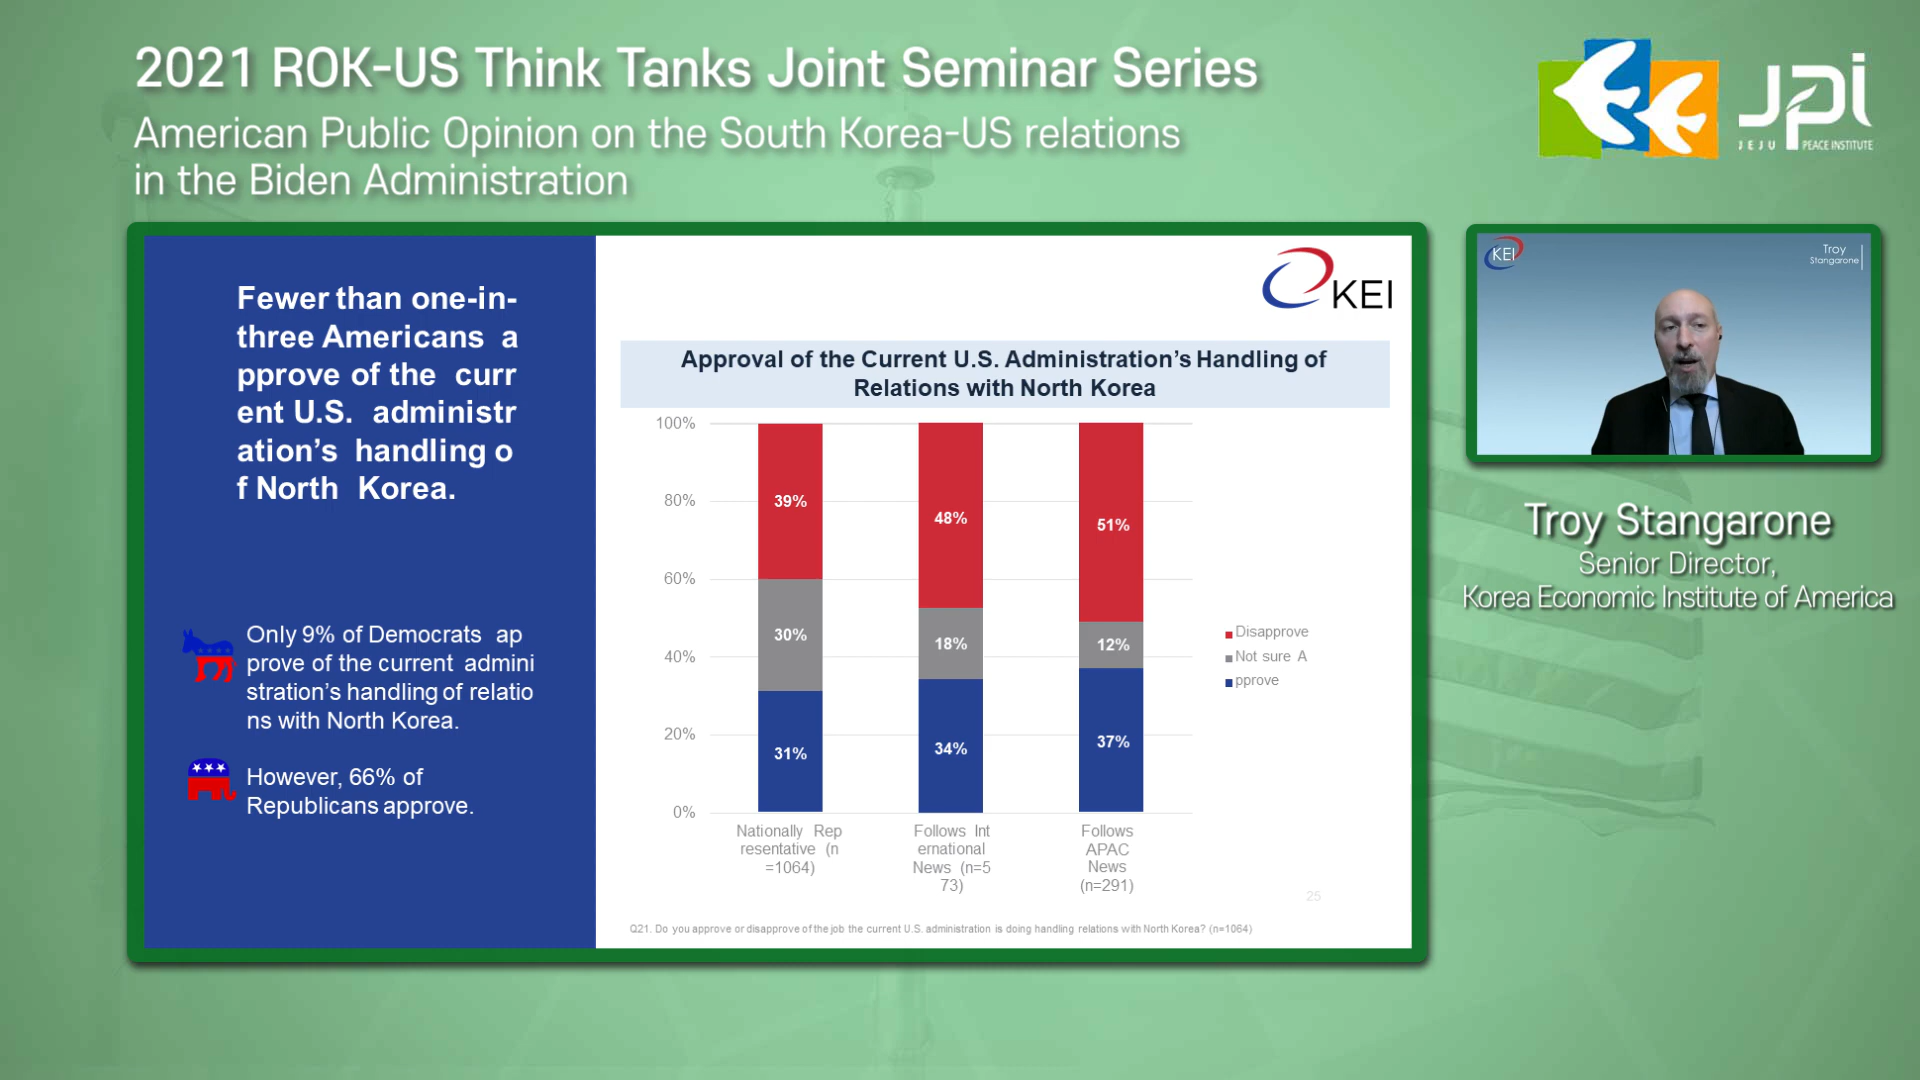 2021 ROK-US Think Tanks Joint Seminar Series
American Public Opinion on the South Korea-US relations
in the Biden Administration
JPI
JEJU PEACE INSTITUTE
Fewer than one-in-
three Americans a
pprove of the curr
ent U.S. administr
ation’s handling o
f North Korea.
Only 9% of Democrats ap
prove of the current admini
stration’s handling of relatio
ns with North Korea.
However, 66% of
Republicans approve.
KEI
Approval of the Current U.S. Administration’s Handling of
Relations with North Korea
100%
80%
60%
40%
20%
0%
39%
30%
31%
48%
18%
34%
51%
12%
37%
Disapprove
Not sure A
pprove
Nationally Rep
resentative (n
=1064)
Follows Int
ernational
News (n=5
73)
Follows
APAC
News
(n=291)
25
Q21. Do you approve or disapprove of the job the current U.S. administration is doing handling relations with North Korea? (n=1064)
KEI
Troy
Stangarone
Troy Stangarone
Senior Director,
Korea Economic Institute of America